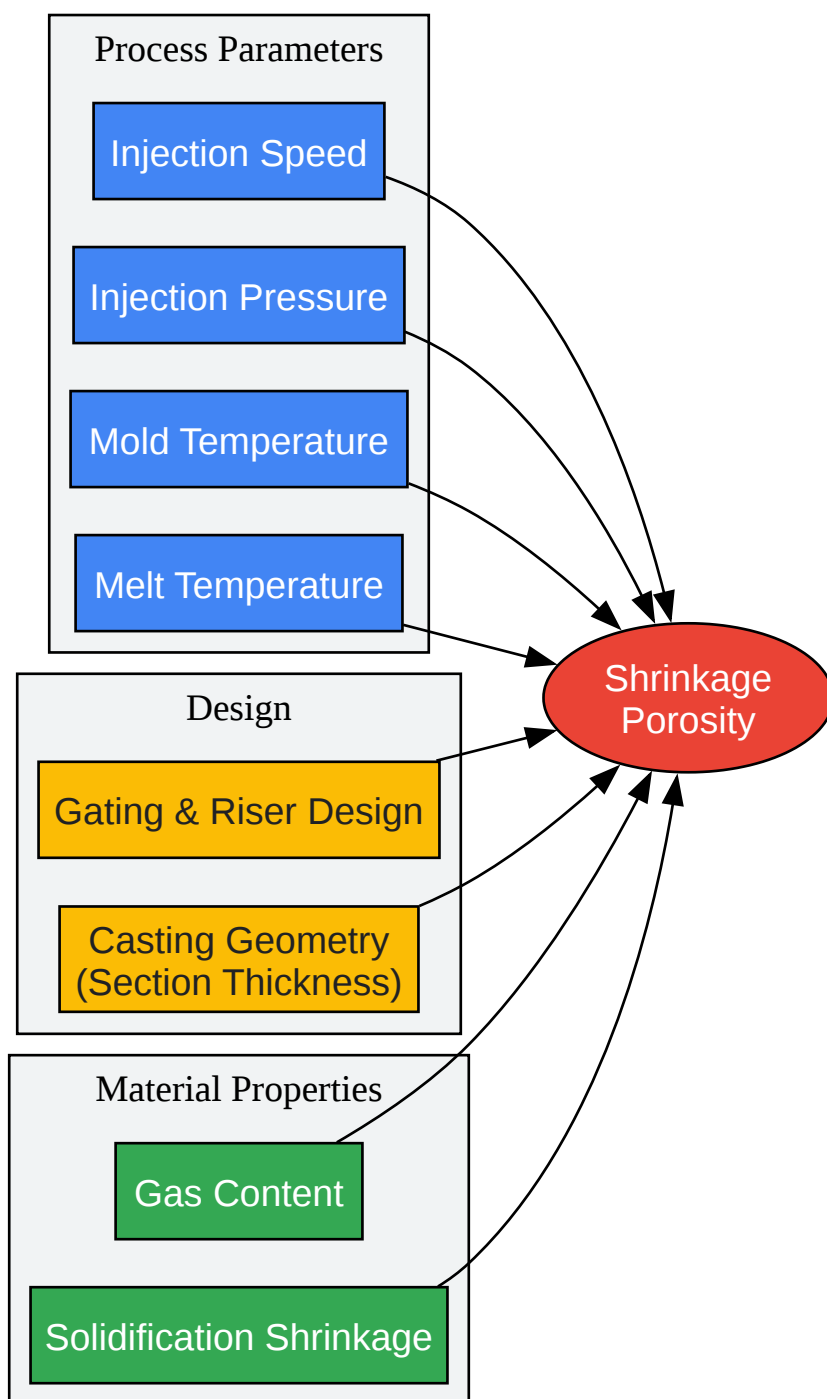 Process Parameters
Injection Speed
Injection Pressure
Mold Temperature
Melt Temperature
Shrinkage
Porosity
Design
Gating & Riser Design
Casting Geometry
(Section Thickness)
Material Properties
Gas Content
Solidification Shrinkage